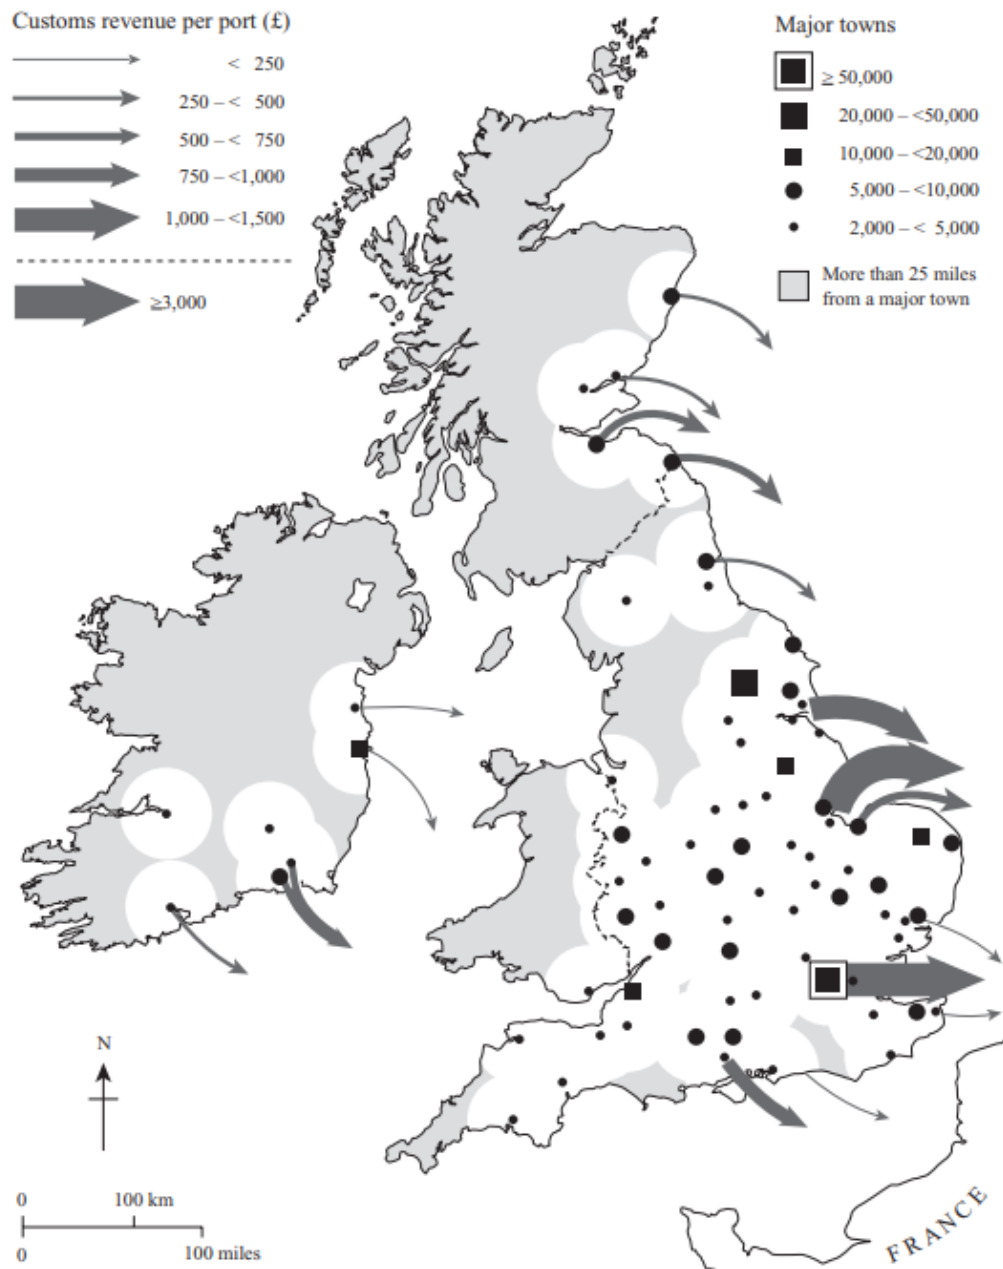 Customs revenue per port (£)
< 250
250 – < 500
500 – < 750
750 – <1,000
1,000 – <1,500
≥3,000
Major towns
≥ 50,000
20,000 – <50,000
10,000 – <20,000
5,000 – <10,000
2,000 – < 5,000
More than 25 miles
from a major town
N
0 100 km
0 100 miles
FRANCE